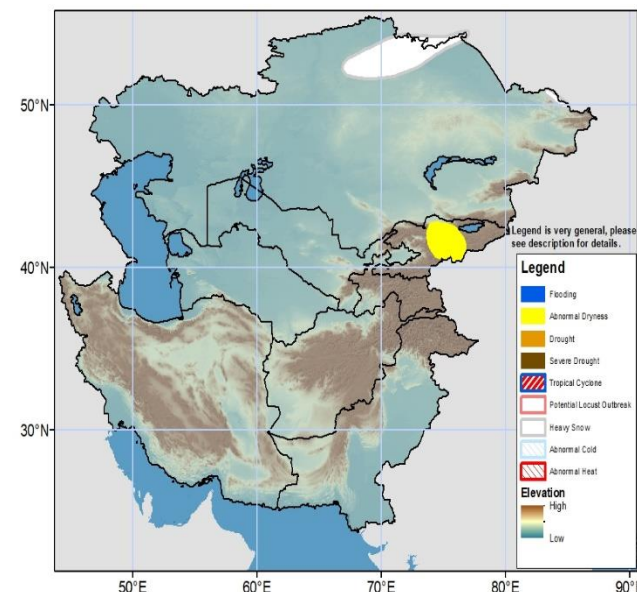 50°N
40°N
30°N
50°E
60°E
70°E
80°E
90°E
Legend is very general, please
see description for details.
Legend
Flooding
Abnormal Dryness
Drought
Severe Drought
Tropical Cyclone
Potential Locust Outbreak
Heavy Snow
Abnormal Cold
Abnormal Heat
Elevation
High
Low